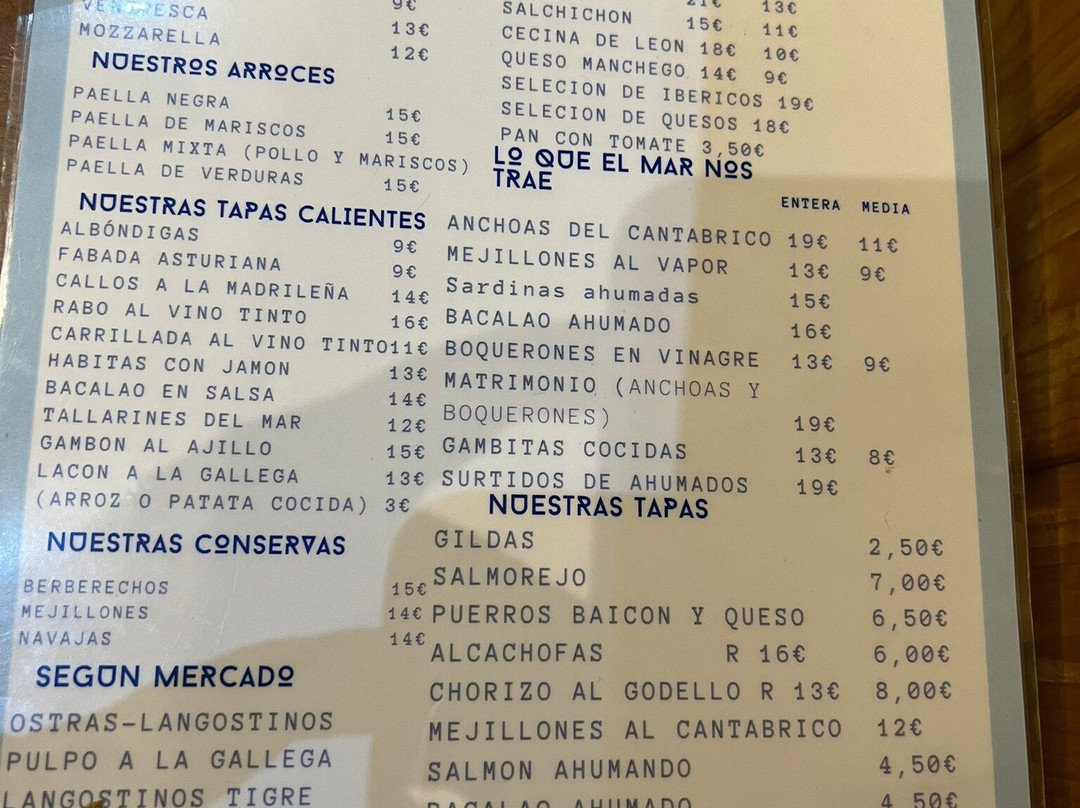 MOZZARELLA
9€
13€
12€
NUESTROS ARROCES
PAELLA NEGRA 15€
PAELLA DE MARISCOS 15€
PAELLA MIXTA (POLLO Y MARISCOS)
PAELLA DE VERDURAS 15€
NUESTRAS TAPAS CALIENTES
ALBÓNDIGAS 9€
FABADA ASTURIANA 9€
CALLOS A LA MADRILEÑA 14€
RABO AL VINO TINTO 16€
CARRILLADA AL VINO TINTO 11€
HABITAS CON JAMON 13€
BACALAO EN SALSA 14€
TALLARINES DEL MAR 12€
GAMBON AL AJILLO 15€
LACON A LA GALLEGA 13€
(ARROZ O PATATA COCIDA) 3€
NUESTRAS CONSERVAS
BERBERECHOS 15€
MEJILLONES 14€
NAVAJAS 14€
SEGUN MERCADO
OSTRAS-LANGOSTINOS
PULPO A LA GALLEGA
LANGOSTINOS TIGRE
21€ 13€
SALCHICHON 15€ 11€
CECINA DE LEON 18€ 10€
QUESO MANCHEGO 14€ 9€
SELECION DE IBERICOS 19€
SELECION DE QUESOS 18€
PAN CON TOMATE 3,50€
LO QUE EL MAR NOS
TRAE
ENTERA MEDIA
ANCHOAS DEL CANTABRICO 19€ 11€
MEJILLONES AL VAPOR 13€ 9€
Sardinas ahumadas 15€
BACALAO AHUMADO 16€
BOQUERONES EN VINAGRE 13€ 9€
MATRIMONIO (ANCHOAS Y
BOQUERONES) 19€
GAMBITAS COCIDAS 13€ 8€
SURTIDOS DE AHUMADOS 19€
NUESTRAS TAPAS
GILDAS 2,50€
SALMOREJO 7,00€
PUERROS BAICON Y QUESO 6,50€
ALCACHOFAS R 16€ 6,00€
CHORIZO AL GODELLO R 13€ 8,00€
MEJILLONES AL CANTABRICO 12€
SALMON AHUMANDO 4,50€
BACALAO AHUMADO 4,50€